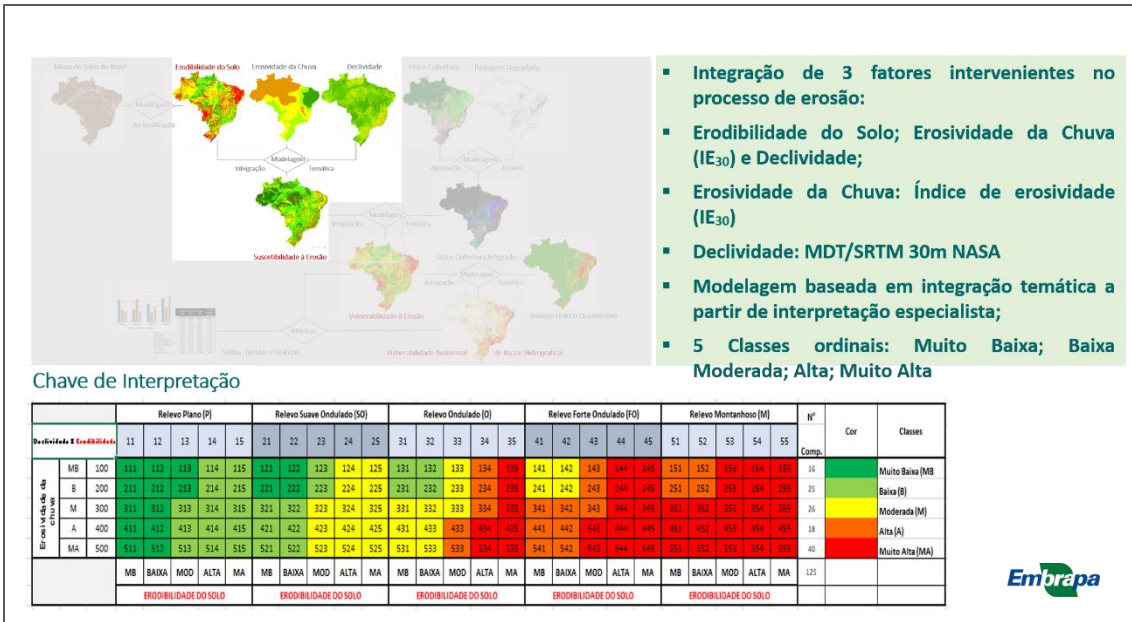 Mapa de Solos do Brasil
Erodibilidade do Solo
Erosividade da Chuva
Declividade
Uso e Cobertura
Pastagens Degradadas
Modelagem
Reclassificação
Modelagem
Integração
Temática
Modelagem
Agregação
Classes
Suscetibilidade à Erosão
Modelagem
Integração
Temática
Uso e Cobertura Integrado
Modelagem
Integração
Temática
Vulnerabilidade à Erosão
Balanço Hídrico Quantitativo
Métricas
Saídas: Tabelas e Gráficos
Vulnerabilidade Ambiental de Bacias Hidrográficas
▪ Integração de 3 fatores intervenientes no
processo de erosão:
▪ Erodibilidade do Solo; Erosividade da Chuva
(IE30) e Declividade;
▪ Erosividade da Chuva: Índice de erosividade
(IE30)
▪ Declividade: MDT/SRTM 30m NASA
▪ Modelagem baseada em integração temática a
partir de interpretação especialista;
▪ 5 Classes ordinais: Muito Baixa; Baixa
Moderada; Alta; Muito Alta
Chave de Interpretação
Relevo Plano (P) Relevo Suave Ondulado (SO) Relevo Ondulado (O) Relevo Forte Ondulado (FO) Relevo Montanhoso (M) N° Comp. Cor Classes
Declividade X Erodibilidade 11 12 13 14 15 21 22 23 24 25 31 32 33 34 35 41 42 43 44 45 51 52 53 54 55
Erosividade da chuva
MB 100 111 112 113 114 115 121 122 123 124 125 131 132 133 134 135 141 142 143 144 145 151 152 153 154 155 16 Muito Baixa (MB
B 200 211 212 213 214 215 221 222 223 224 225 231 232 233 234 235 241 242 243 244 245 251 252 253 254 255 25 Baixa (B)
M 300 311 312 313 314 315 321 322 323 324 325 331 332 333 334 335 341 342 343 344 345 351 352 353 354 355 26 Moderada (M)
A 400 411 412 413 414 415 421 422 423 424 425 431 433 433 434 435 441 442 543 444 445 451 452 453 454 455 18 Alta (A)
MA 500 511 512 513 514 515 521 522 523 524 525 531 533 533 534 535 541 542 543 544 545 551 552 553 554 555 40 Muito Alta (MA)
MB BAIXA MOD ALTA MA MB BAIXA MOD ALTA MA MB BAIXA MOD ALTA MA MB BAIXA MOD ALTA MA MB BAIXA MOD ALTA MA 125
ERODIBILIDADE DO SOLO ERODIBILIDADE DO SOLO ERODIBILIDADE DO SOLO ERODIBILIDADE DO SOLO ERODIBILIDADE DO SOLO
Embrapa